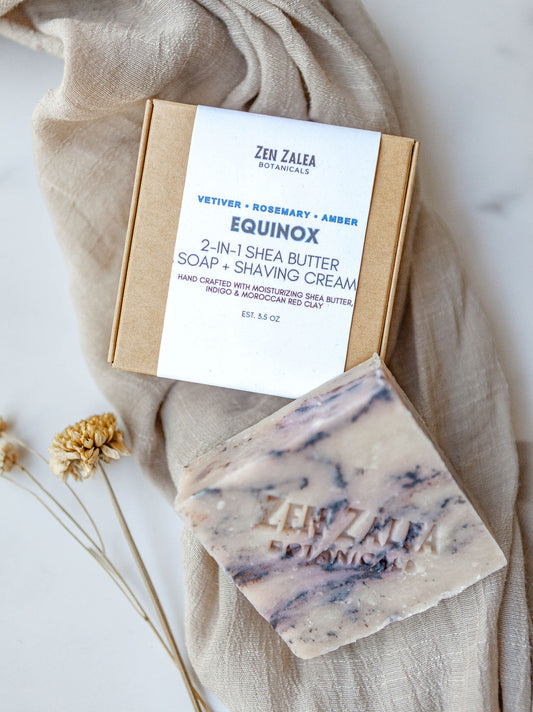 ZEN ZALEA
BOTANICALS
VETIVER • ROSEMARY • AMBER
EQUINOX
2-IN-1 SHEA BUTTER
SOAP + SHAVING CREAM
HAND CRAFTED WITH MOISTURIZING SHEA BUTTER,
INDIGO & MOROCCAN RED CLAY
EST. 3.5 OZ
ZEN ZALEA
BOTANICALS